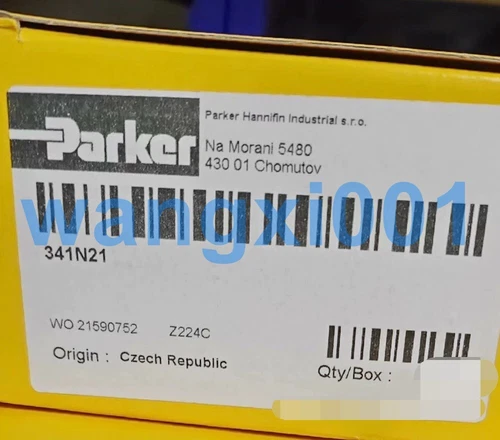 Parker
Parker Hannifin Industrial s.r.o.
Na Morani 5480
430 01 Chomutov
wangxi001
341N21
WO 21590752 Z224C
Origin : Czech Republic
Qty/Box :